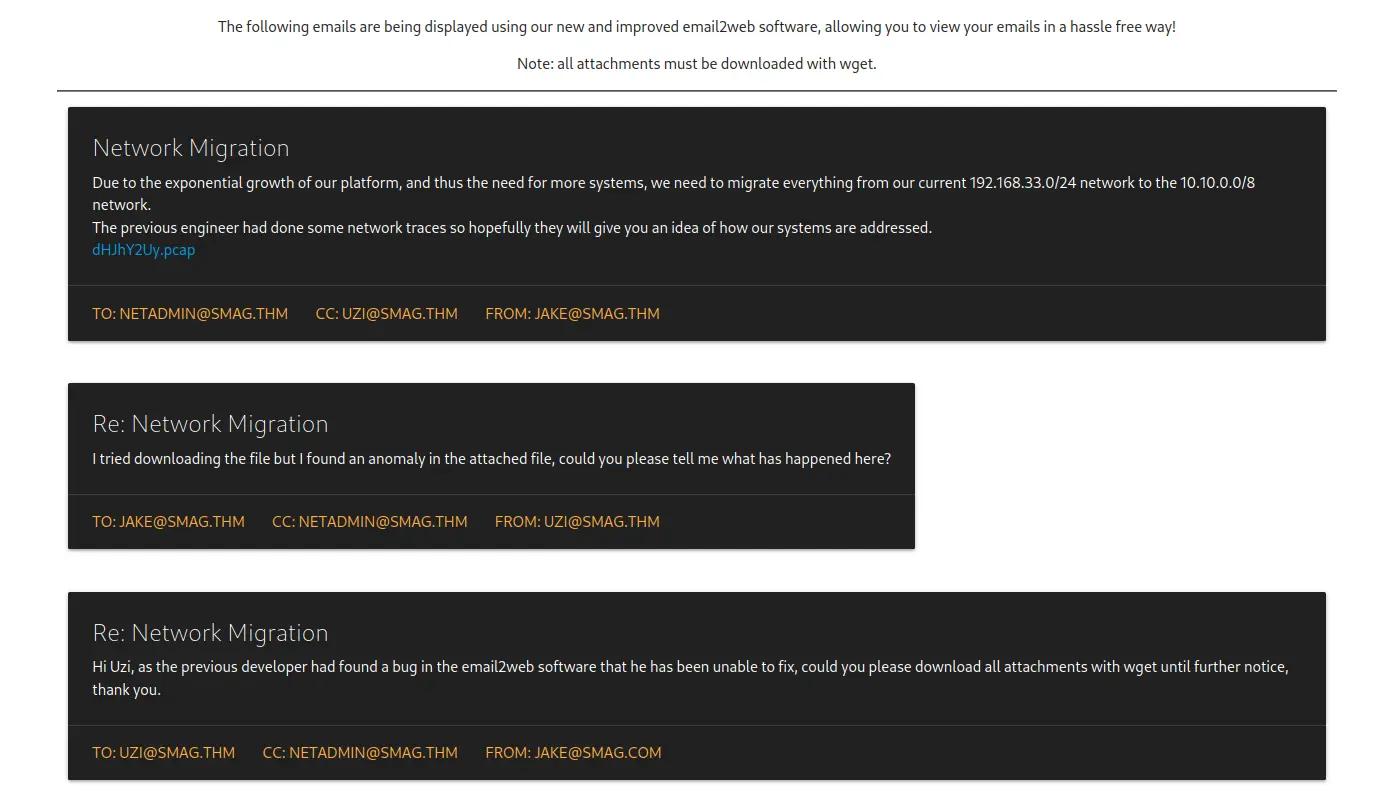 The following emails are being displayed using our new and improved email2web software, allowing you to view your emails in a hassle free way!
Note: all attachments must be downloaded with wget.
Network Migration
Due to the exponential growth of our platform, and thus the need for more systems, we need to migrate everything from our current 192.168.33.0/24 network to the 10.10.0.0/8
network.
The previous engineer had done some network traces so hopefully they will give you an idea of how our systems are addressed.
dHJhY2Uy.pcap
TO: NETADMIN@SMAG.THM CC: UZI@SMAG.THM FROM: JAKE@SMAG.THM
Re: Network Migration
I tried downloading the file but I found an anomaly in the attached file, could you please tell me what has happened here?
TO: JAKE@SMAG.THM CC: NETADMIN@SMAG.THM FROM: UZI@SMAG.THM
Re: Network Migration
Hi Uzi, as the previous developer had found a bug in the email2web software that he has been unable to fix, could you please download all attachments with wget until further notice,
thank you.
TO: UZI@SMAG.THM CC: NETADMIN@SMAG.THM FROM: JAKE@SMAG.COM